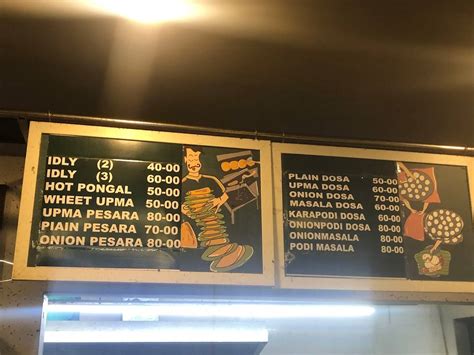 IDLY (2) 40-00
IDLY (3) 60-00
HOT PONGAL 50-00
WHEET UPMA 50-00
UPMA PESARA 80-00
PIAIN PESARA 70-00
ONION PESARA 80-00
PLAIN DOSA 50-00
UPMA DOSA 60-00
ONION DOSA 70-00
MASALA DOSA 60-00
KARAPODI DOSA 60-00
ONIONPODI DOSA 80-00
ONIONMASALA 80-00
PODI MASALA 80-00